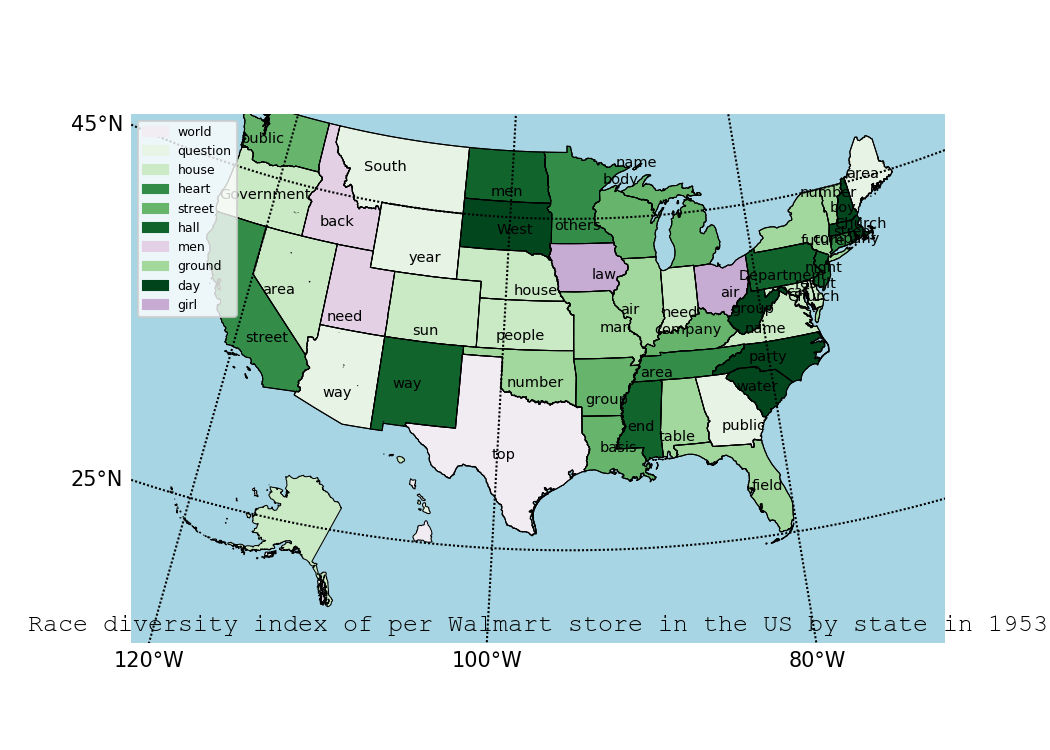 45°N
world
question
house
heart
street
hall
men
ground
day
girl
public
Government
back
South
men
West
others
name
body
area
number
boy
Church
company
future
year
area
need
house
law
Department
night
result
air
group
Church
name
street
way
sun
people
air
man
need
company
way
number
area
party
group
water
end
table
public
top
basis
field
25°N
Race diversity index of per Walmart store in the US by state in 1953
120°W
100°W
80°W